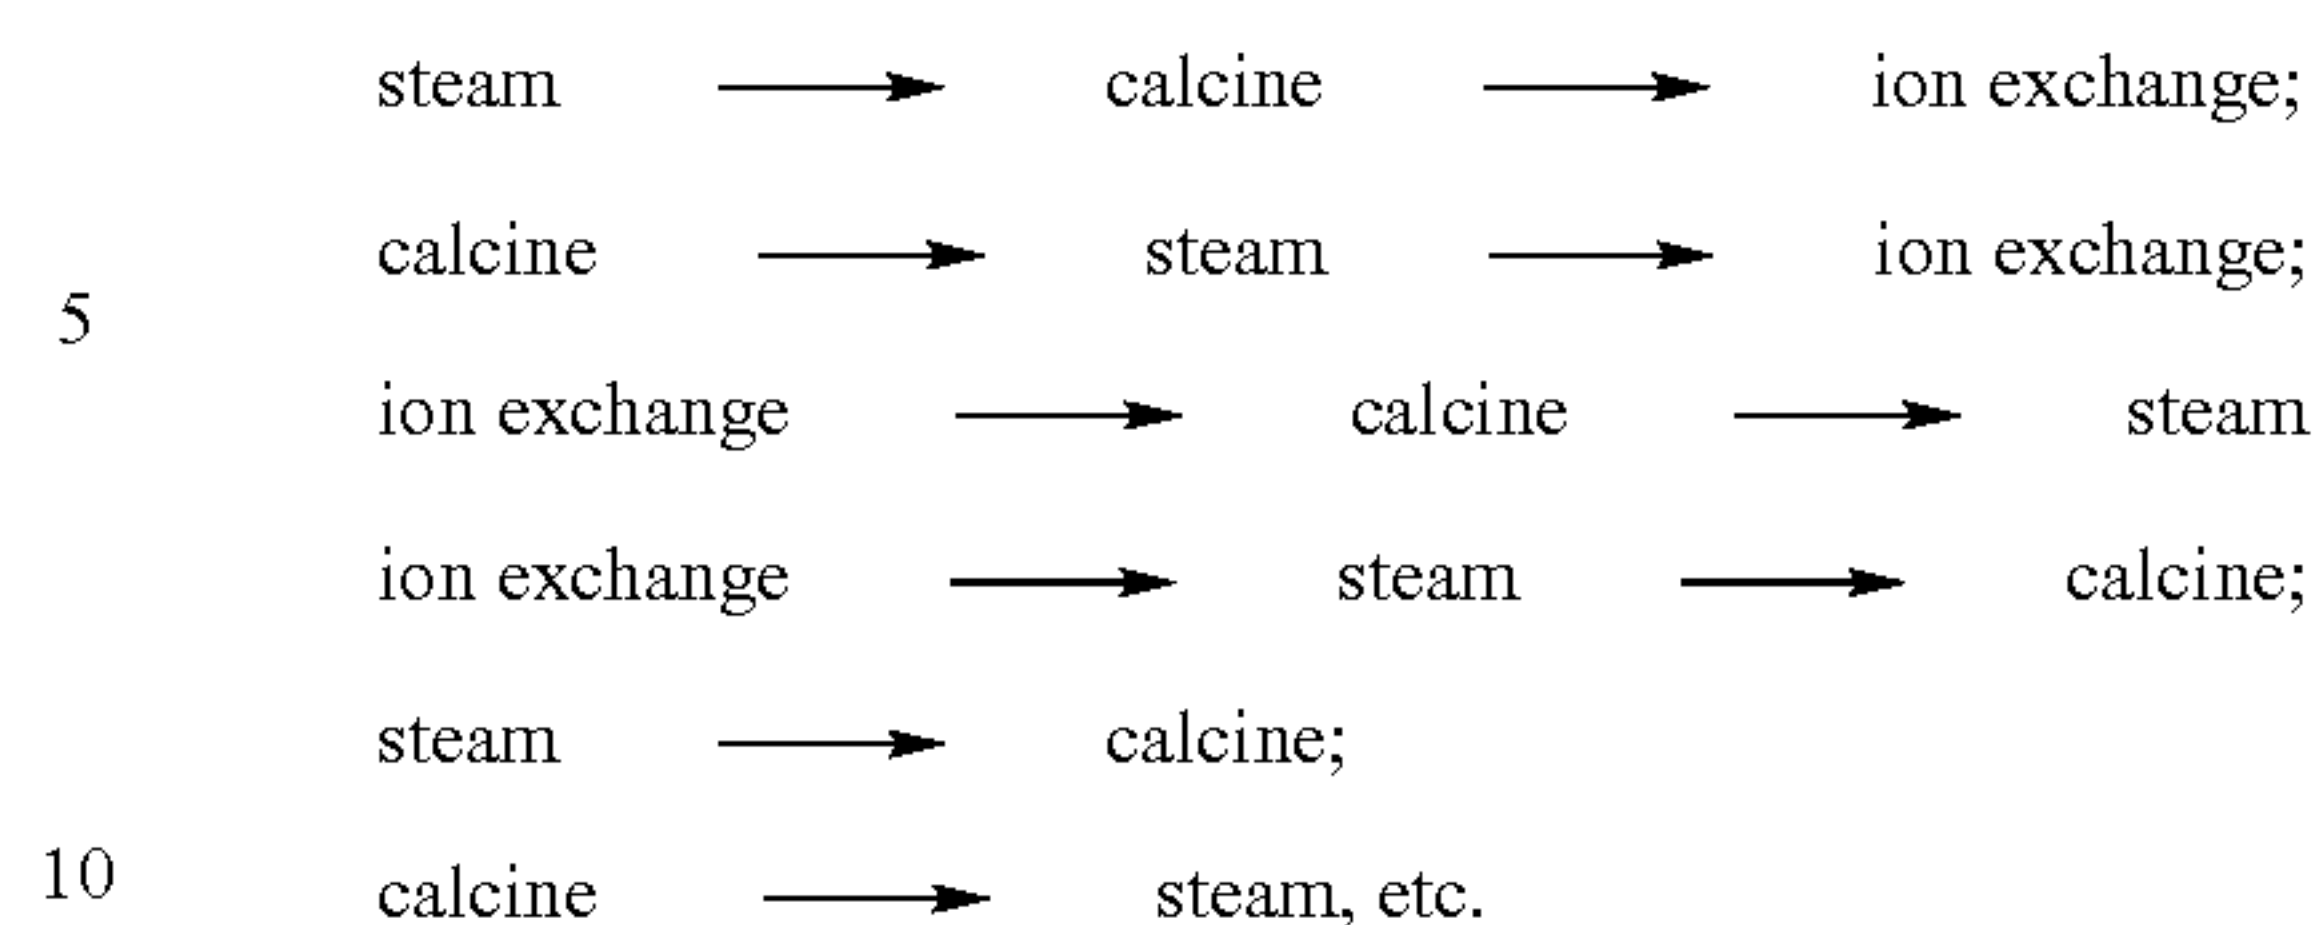 steam ⟶ calcine ⟶ ion exchange;
calcine ⟶ steam ⟶ ion exchange;
5
ion exchange ⟶ calcine ⟶ steam
ion exchange ⟶ steam ⟶ calcine;
steam ⟶ calcine;
10 calcine ⟶ steam, etc.